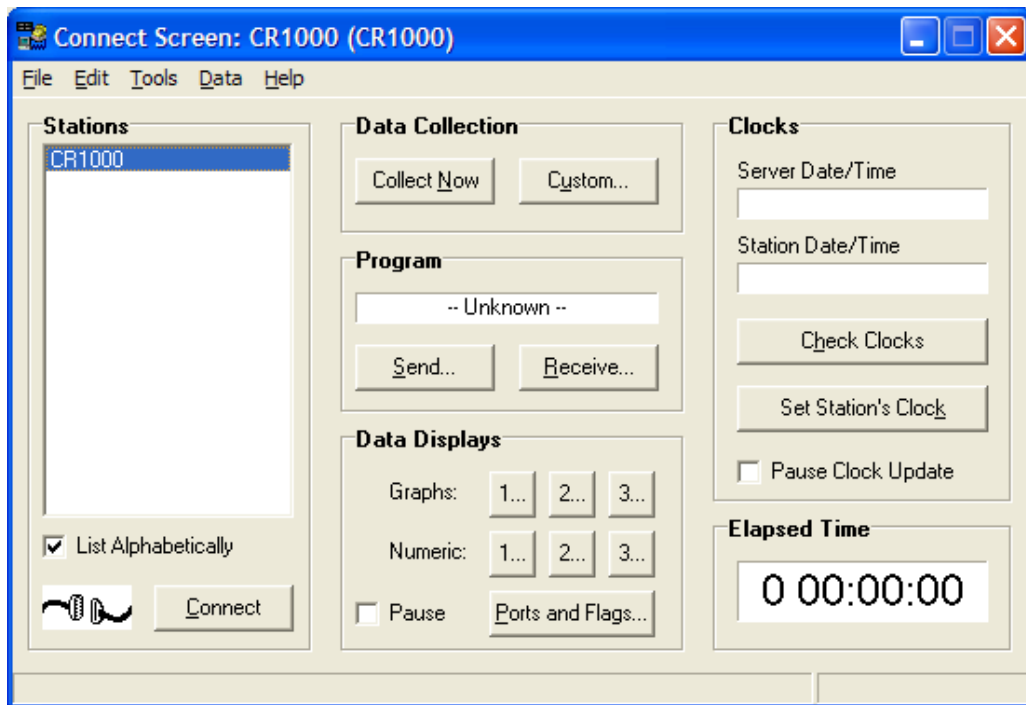 Connect Screen: CR1000 (CR1000)
File Edit Tools Data Help
Stations
CR1000
List Alphabetically
Connect
Data Collection
Collect Now Custom...
Program
-- Unknown --
Send... Receive...
Data Displays
Graphs: 1... 2... 3...
Numeric: 1... 2... 3...
Pause Ports and Flags...
Clocks
Server Date/Time
Station Date/Time
Check Clocks
Set Station's Clock
Pause Clock Update
Elapsed Time
0 00:00:00